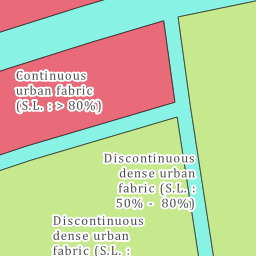 Continuous
urban fabric
(S.L. : > 80%)
Discontinuous
dense urban
fabric (S.L. :
50% - 80%)
Discontinuous
dense urban
fabric (S.L. :